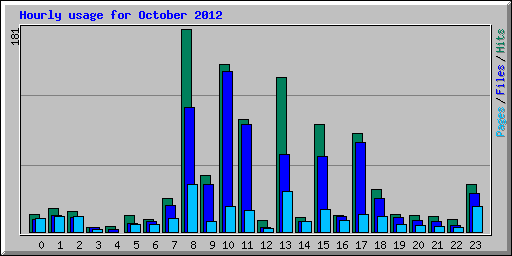 Hourly usage for October 2012
181
Pages / Files / Hits
0 1 2 3 4 5 6 7 8 9 10 11 12 13 14 15 16 17 18 19 20 21 22 23